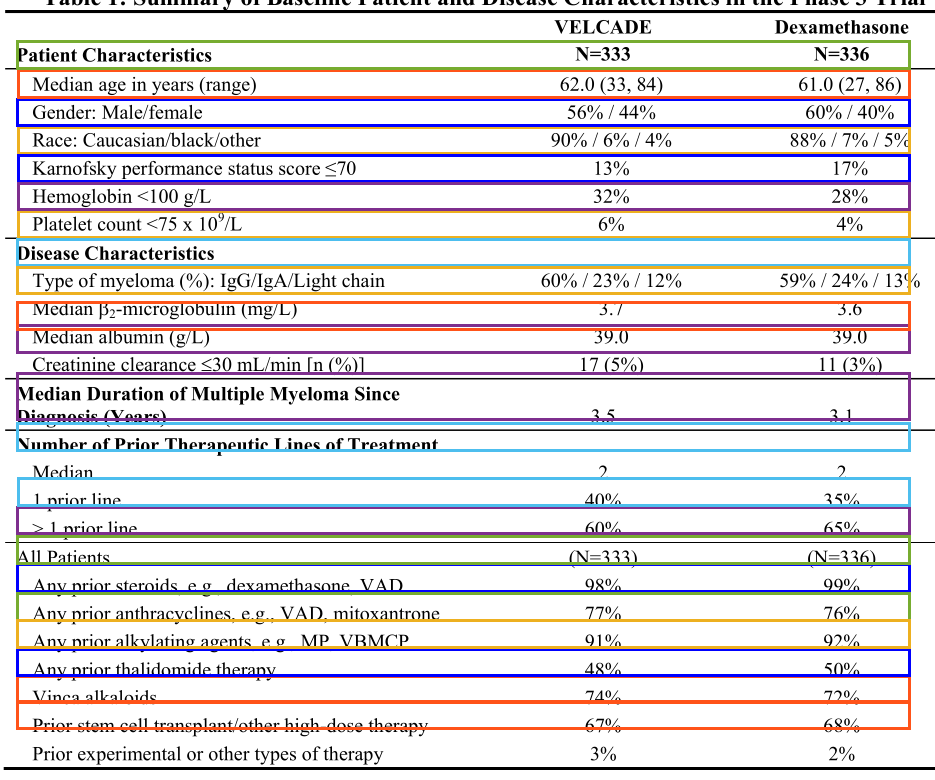 Table 1: Summary of Baseline Patient and Disease Characteristics in the Phase 3 Trial
VELCADE Dexamethasone
Patient Characteristics N=333 N=336
Median age in years (range) 62.0 (33, 84) 61.0 (27, 86)
Gender: Male/female 56% / 44% 60% / 40%
Race: Caucasian/black/other 90% / 6% / 4% 88% / 7% / 5%
Karnofsky performance status score ≤70 13% 17%
Hemoglobin <100 g/L 32% 28%
Platelet count <75 x 10⁹/L 6% 4%
Disease Characteristics
Type of myeloma (%): IgG/IgA/Light chain 60% / 23% / 12% 59% / 24% / 13%
Median β₂-microglobulin (mg/L) 3.7 3.6
Median albumin (g/L) 39.0 39.0
Creatinine clearance ≤30 mL/min [n (%)] 17 (5%) 11 (3%)
Median Duration of Multiple Myeloma Since
Diagnosis (Years) 3.5 3.1
Number of Prior Therapeutic Lines of Treatment
Median 2 2
1 prior line 40% 35%
> 1 prior line 60% 65%
All Patients (N=333) (N=336)
Any prior steroids, e.g., dexamethasone, VAD 98% 99%
Any prior anthracyclines, e.g., VAD, mitoxantrone 77% 76%
Any prior alkylating agents, e.g., MP, VBMCP 91% 92%
Any prior thalidomide therapy 48% 50%
Vinca alkaloids 74% 72%
Prior stem cell transplant/other high-dose therapy 67% 68%
Prior experimental or other types of therapy 3% 2%